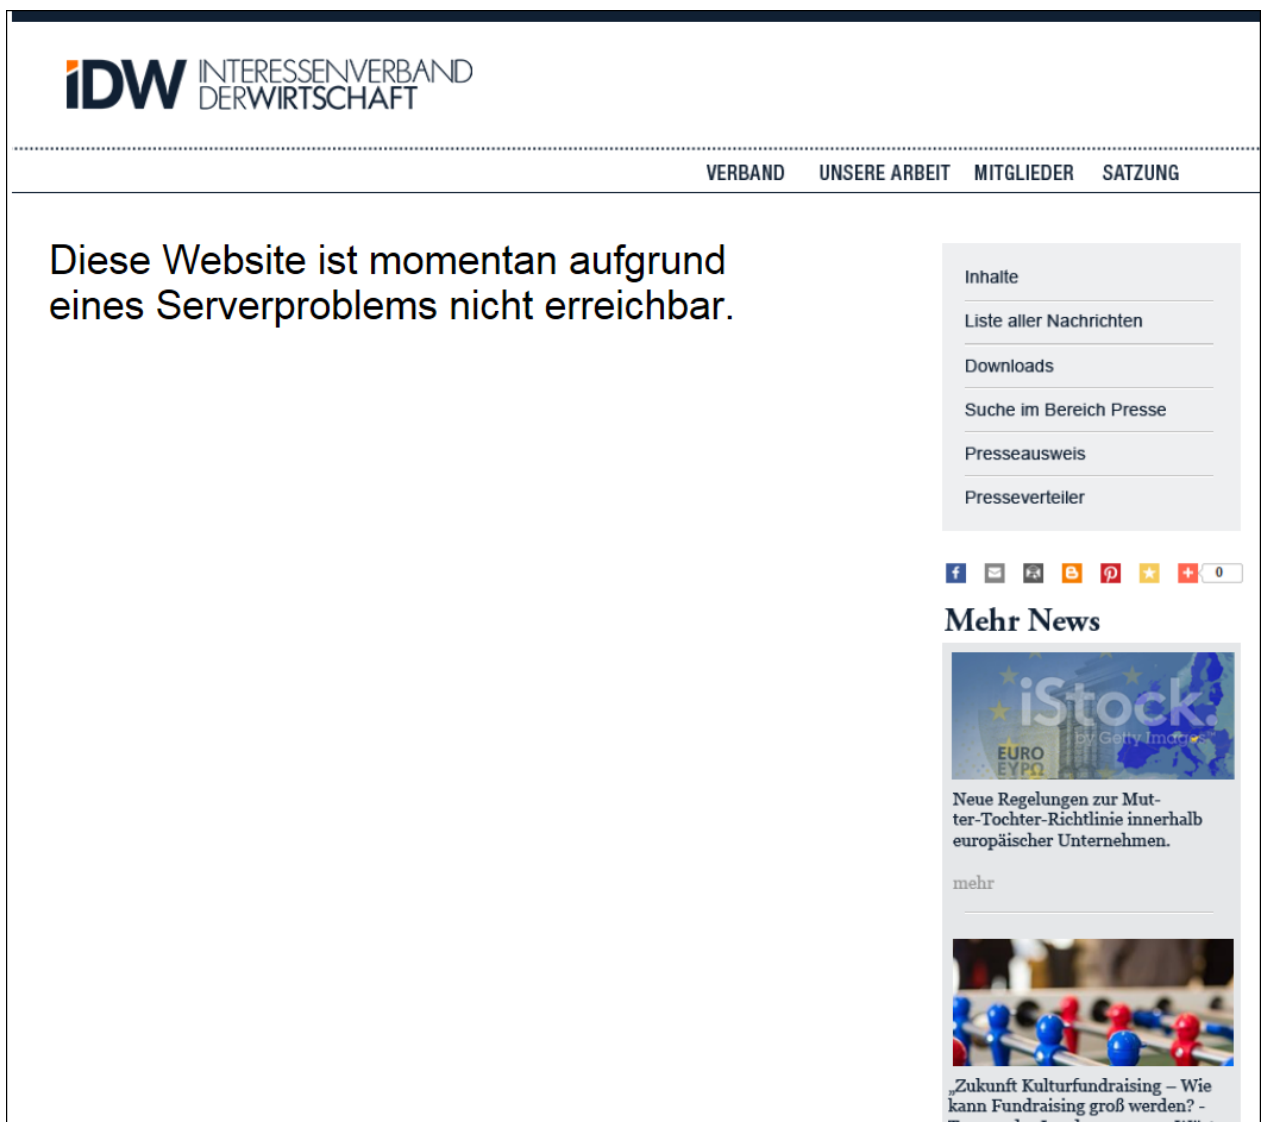 iDW INTERESSENVERBAND
DERWIRTSCHAFT
VERBAND UNSERE ARBEIT MITGLIEDER SATZUNG
Diese Website ist momentan aufgrund
eines Serverproblems nicht erreichbar.
Inhalte
Liste aller Nachrichten
Downloads
Suche im Bereich Presse
Presseausweis
Presseverteiler
0
Mehr News
iStock.
by Getty Images™
EURO
ΕΥΡΩ
Neue Regelungen zur Mut-
ter-Tochter-Richtlinie innerhalb
europäischer Unternehmen.
mehr
„Zukunft Kulturfundraising – Wie
kann Fundraising groß werden? -